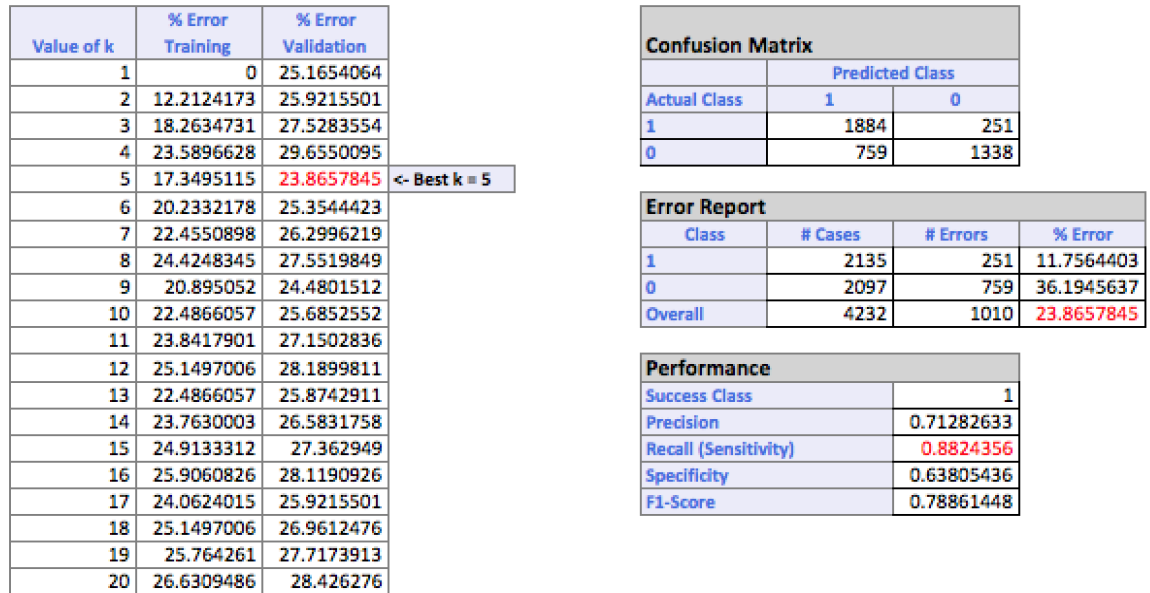 % Error % Error
Value of k Training Validation
1 0 25.1654064
2 12.2124173 25.9215501
3 18.2634731 27.5283554
4 23.5896628 29.6550095
5 17.3495115 23.8657845 <- Best k = 5
6 20.2332178 25.3544423
7 22.4550898 26.2996219
8 24.4248345 27.5519849
9 20.895052 24.4801512
10 22.4866057 25.6852552
11 23.8417901 27.1502836
12 25.1497006 28.1899811
13 22.4866057 25.8742911
14 23.7630003 26.5831758
15 24.9133312 27.362949
16 25.9060826 28.1190926
17 24.0624015 25.9215501
18 25.1497006 26.9612476
19 25.764261 27.7173913
20 26.6309486 28.426276
Confusion Matrix
Predicted Class
Actual Class 1 0
1 1884 251
0 759 1338
Error Report
Class # Cases # Errors % Error
1 2135 251 11.7564403
0 2097 759 36.1945637
Overall 4232 1010 23.8657845
Performance
Success Class 1
Precision 0.71282633
Recall (Sensitivity) 0.8824356
Specificity 0.63805436
F1-Score 0.78861448